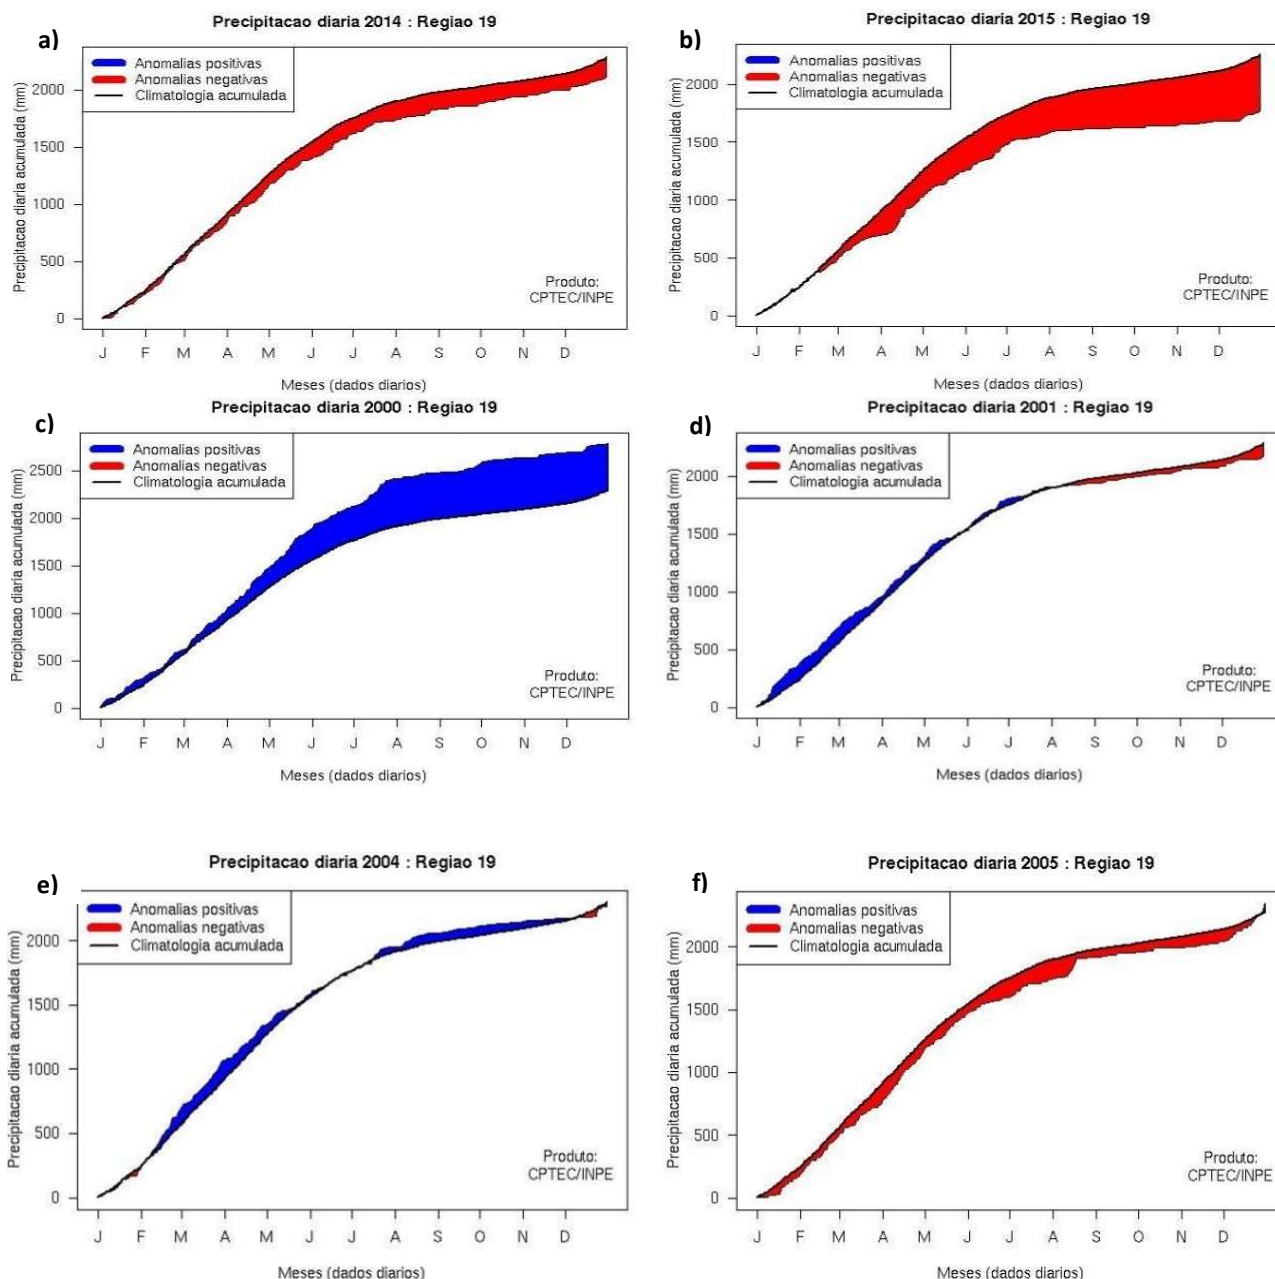 a)
Precipitacao diaria 2014 : Regiao 19
Anomalias positivas
Anomalias negativas
Climatologia acumulada
Precipitacao diaria acumulada (mm)
2000
1500
1000
500
0
Produto:
CPTEC/INPE
J F M A M J J A S O N D
Meses (dados diarios)
b)
Precipitacao diaria 2015 : Regiao 19
Anomalias positivas
Anomalias negativas
Climatologia acumulada
Precipitacao diaria acumulada (mm)
2000
1500
1000
500
0
Produto:
CPTEC/INPE
J F M A M J J A S O N D
Meses (dados diarios)
c)
Precipitacao diaria 2000 : Regiao 19
Anomalias positivas
Anomalias negativas
Climatologia acumulada
Precipitacao diaria acumulada (mm)
2500
2000
1500
1000
500
0
Produto:
CPTEC/INPE
J F M A M J J A S O N D
Meses (dados diarios)
d)
Precipitacao diaria 2001 : Regiao 19
Anomalias positivas
Anomalias negativas
Climatologia acumulada
Precipitacao diaria acumulada (mm)
2000
1500
1000
500
0
Produto:
CPTEC/INPE
J F M A M J J A S O N D
Meses (dados diarios)
e)
Precipitacao diaria 2004 : Regiao 19
Anomalias positivas
Anomalias negativas
Climatologia acumulada
Precipitacao diaria acumulada (mm)
2000
1500
1000
500
0
Produto:
CPTEC/INPE
J F M A M J J A S O N D
Meses (dados diarios)
f)
Precipitacao diaria 2005 : Regiao 19
Anomalias positivas
Anomalias negativas
Climatologia acumulada
Precipitacao diaria acumulada (mm)
2000
1500
1000
500
0
Produto:
CPTEC/INPE
J F M A M J J A S O N D
Meses (dados diarios)